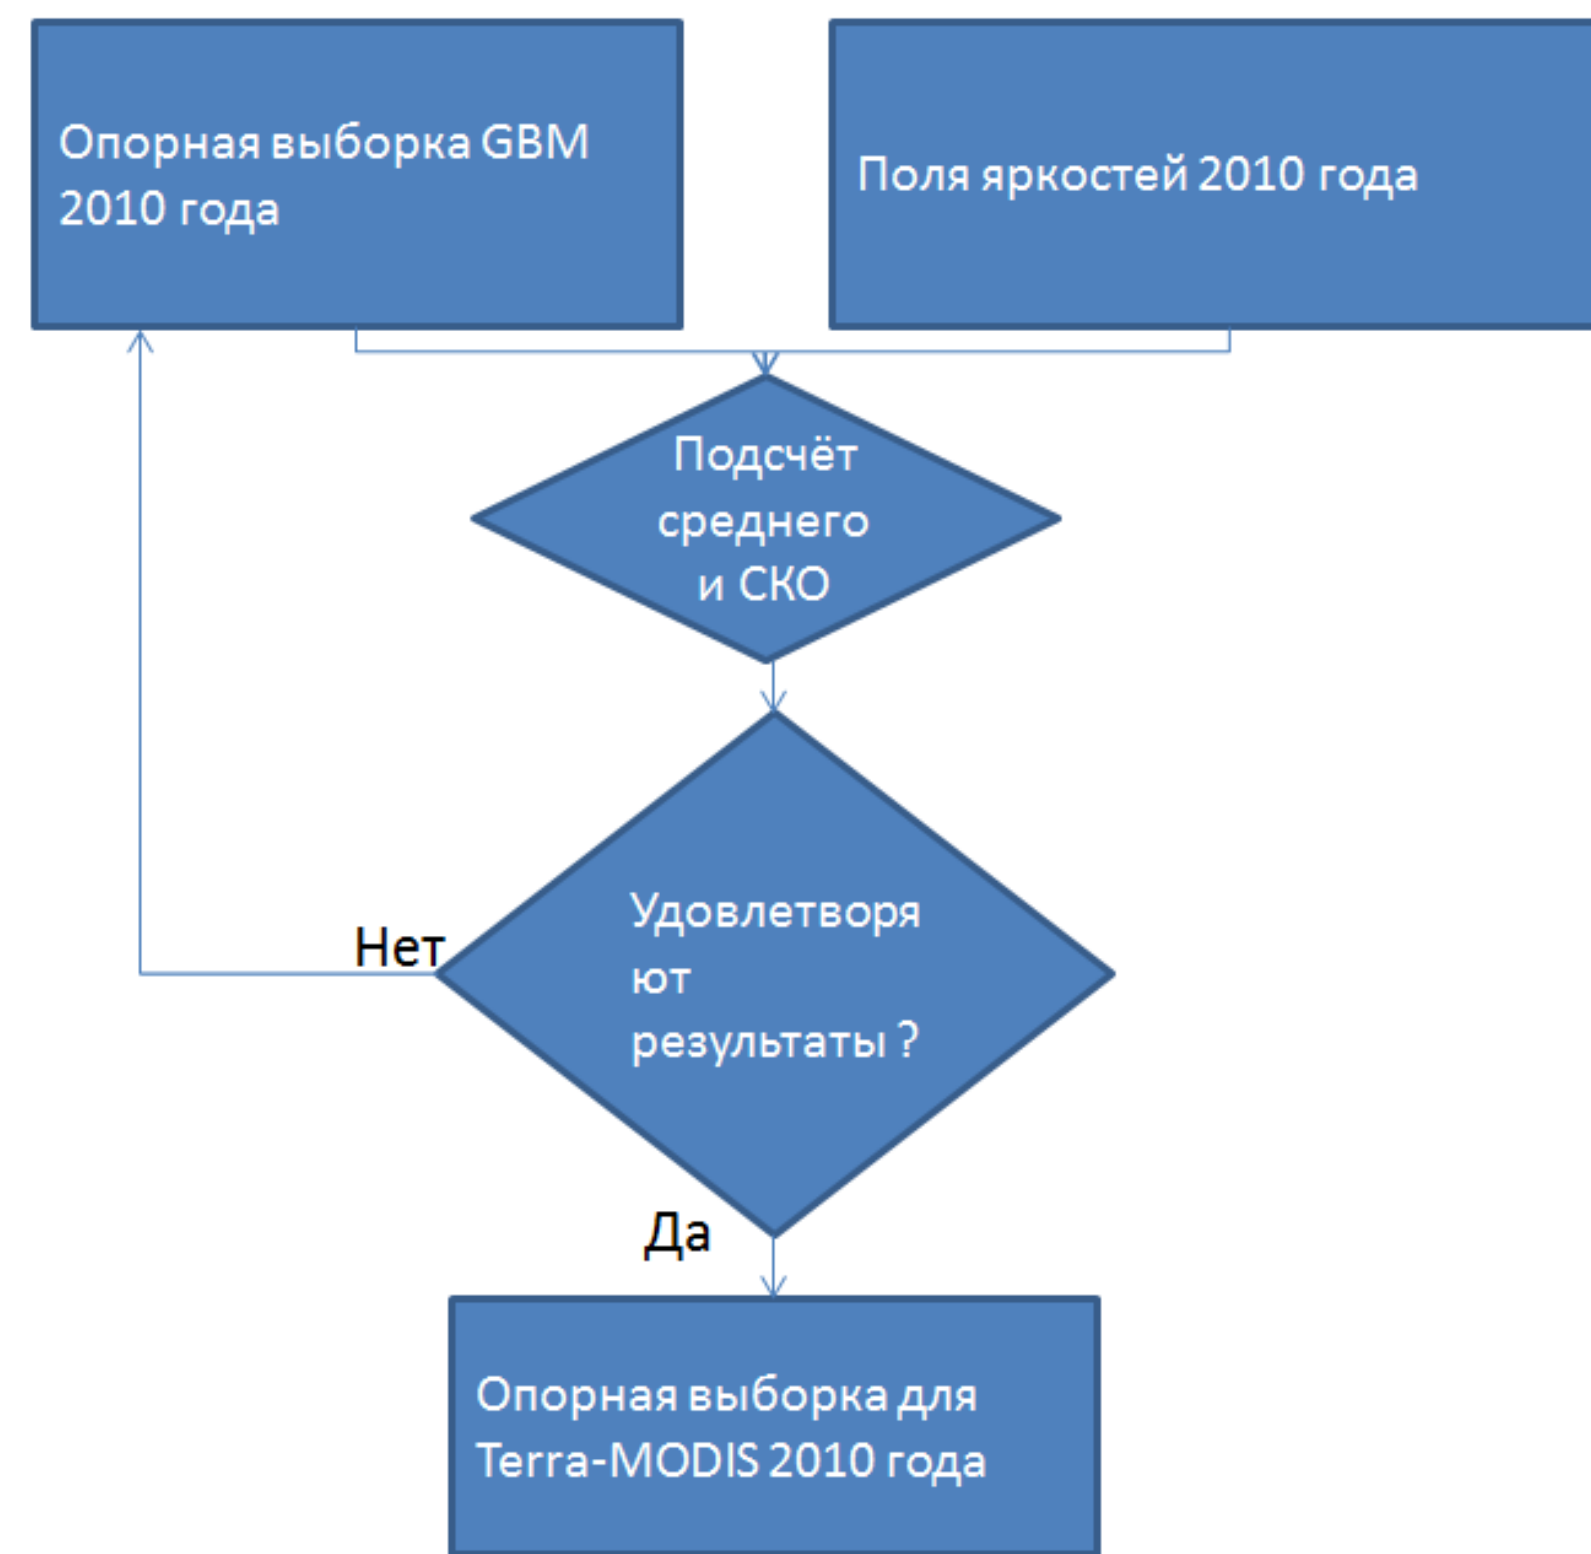 Опорная выборка GBM
2010 года
Поля яркостей 2010 года
Подсчёт
среднего
и СКО
Удовлетворя
ют
результаты ?
Нет
Да
Опорная выборка для
Terra-MODIS 2010 года